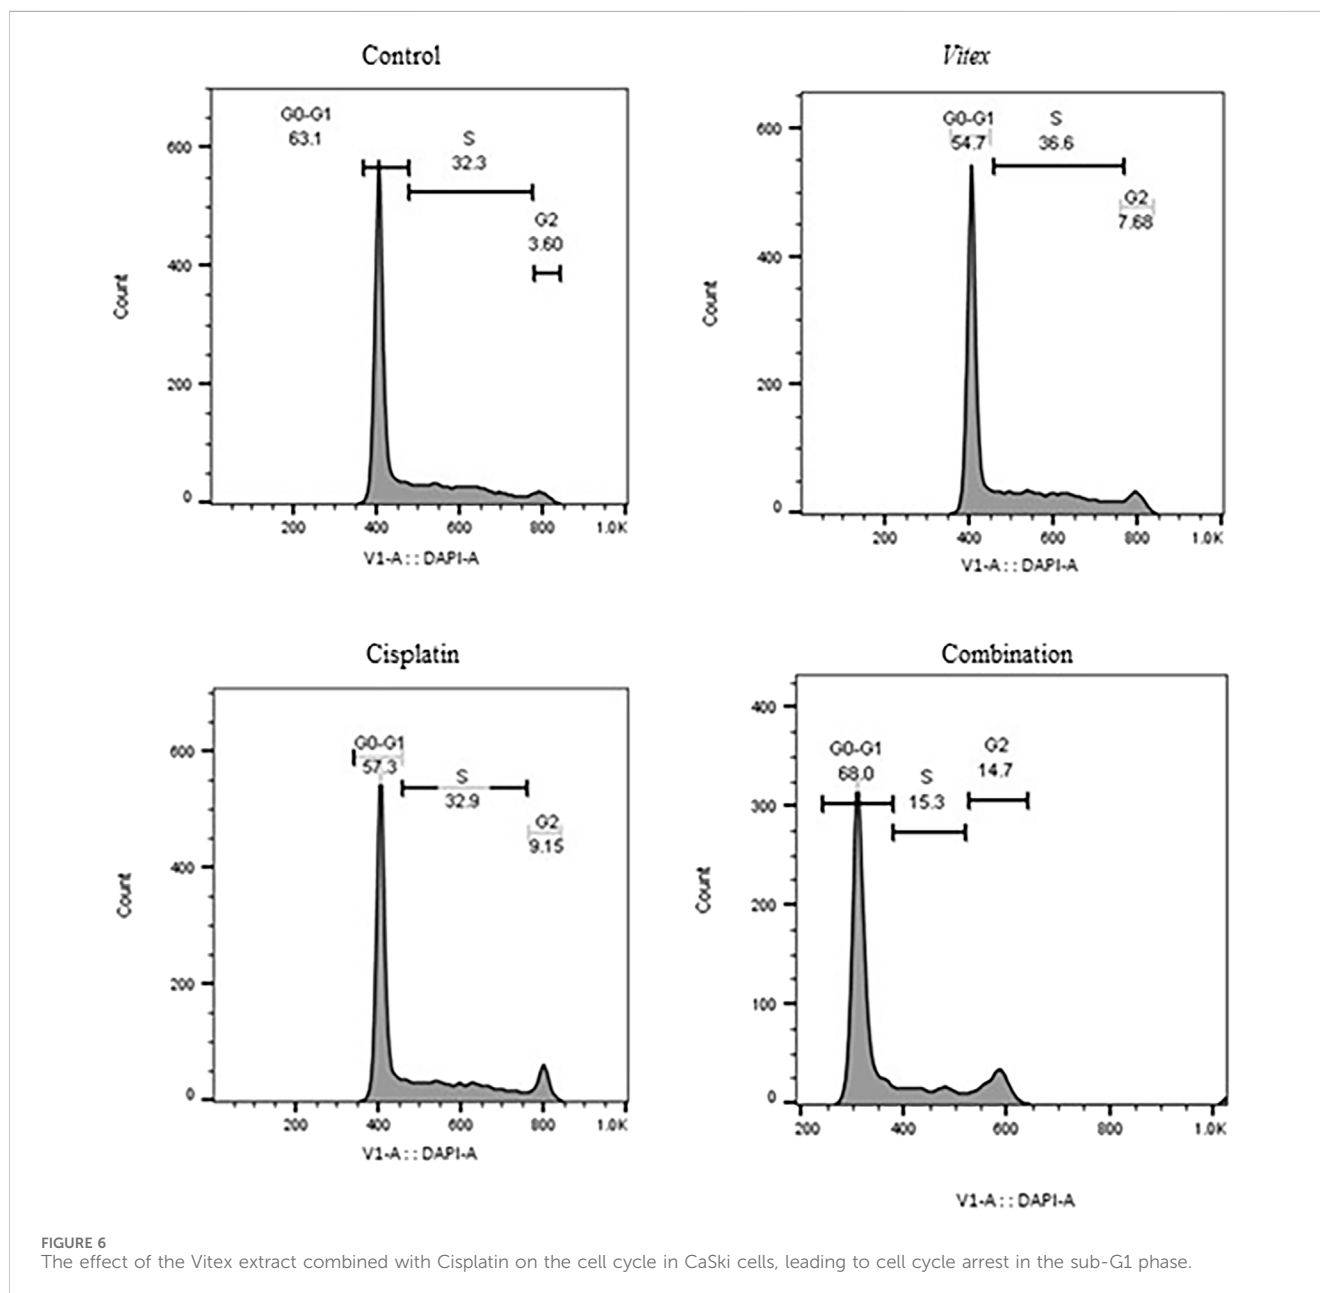 Control
G0-G1
63.1
S
32.3
G2
3.60
600
400
200
0
Count
200 400 600 800 1.0K
V1-A :: DAPI-A
Vitex
G0-G1
54.7
S
36.6
G2
7.68
600
400
200
0
Count
200 400 600 800 1.0K
V1-A :: DAPI-A
Cisplatin
G0-G1
57.3
S
32.9
G2
9.15
600
400
200
0
Count
200 400 600 800 1.0K
V1-A :: DAPI-A
Combination
G0-G1
68.0
S
15.3
G2
14.7
400
300
200
100
0
Count
200 400 600 800 1.0K
V1-A :: DAPI-A
FIGURE 6
The effect of the Vitex extract combined with Cisplatin on the cell cycle in CaSki cells, leading to cell cycle arrest in the sub-G1 phase.